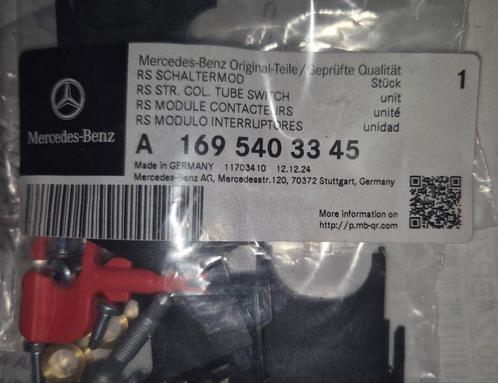 Mercedes-Benz Original-Teile/Geprüfte Qualität
RS SCHALTERMOD Stück 1
RS STR. COL. TUBE SWITCH unit
RS MODULE CONTACTEURS unité
RS MODULO INTERRUPTORES unidad
Mercedes-Benz
A 169 540 33 45
Made in GERMANY 11703410 12.12.24
Mercedes-Benz AG, Mercedesstr.120, 70372 Stuttgart, Germany
More information on
http://p.mb-qr.com